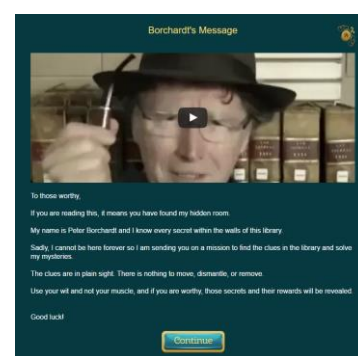 Borchardt's Message
To those worthy,
If you are reading this, it means you have found my hidden room.
My name is Peter Borchardt and I know every secret within the walls of this library.
Sadly, I cannot be here forever so I am sending you on a mission to find the clues in the library and solve
my mysteries.
The clues are in plain sight. There is nothing to move, dismantle, or remove.
Use your wit and not your muscle, and if you are worthy, those secrets and their rewards will be revealed.
Good luck!
Continue